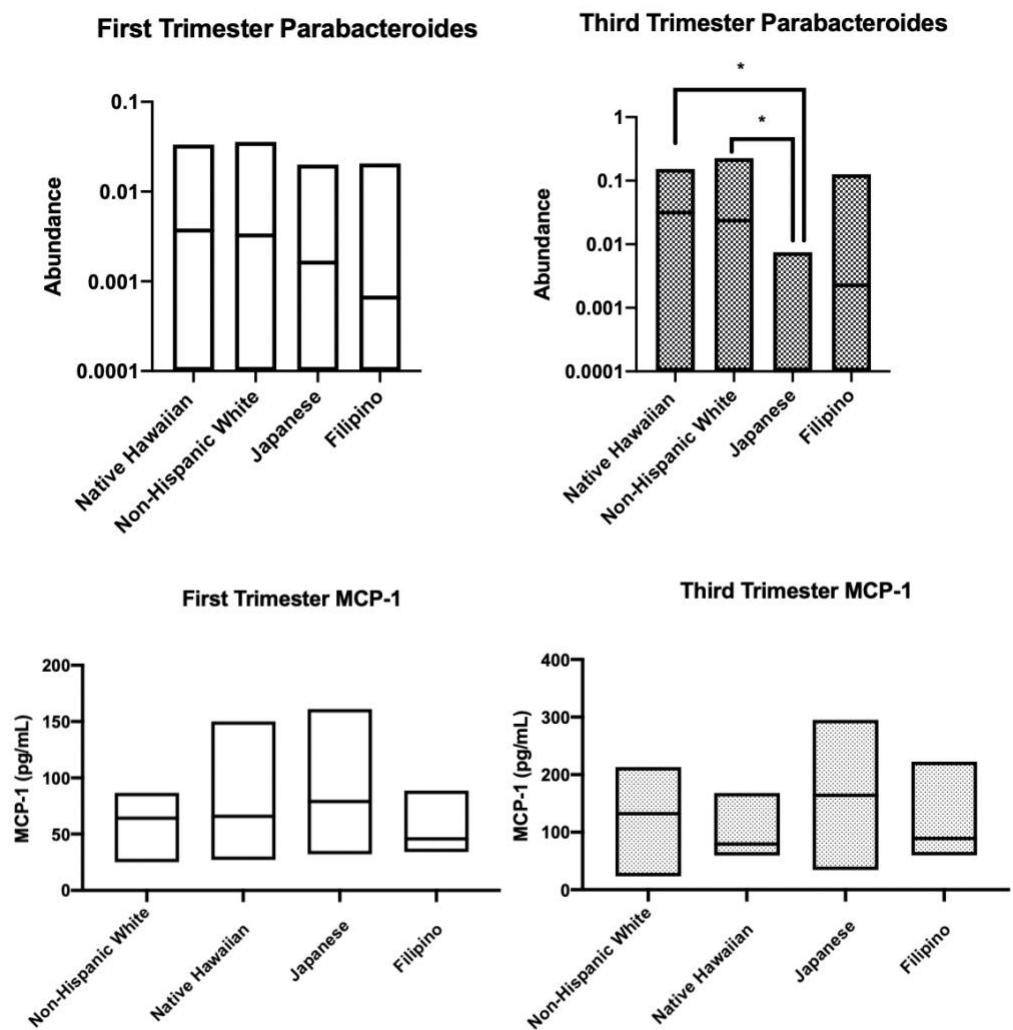 First Trimester Parabacteroides
Abundance
0.1
0.01
0.001
0.0001
Native Hawaiian
Non-Hispanic White
Japanese
Filipino
Third Trimester Parabacteroides
*
*
Abundance
1
0.1
0.01
0.001
0.0001
Native Hawaiian
Non-Hispanic White
Japanese
Filipino
First Trimester MCP-1
MCP-1 (pg/mL)
200
150
100
50
0
Non-Hispanic White
Native Hawaiian
Japanese
Filipino
Third Trimester MCP-1
MCP-1 (pg/mL)
400
300
200
100
0
Non-Hispanic White
Native Hawaiian
Japanese
Filipino